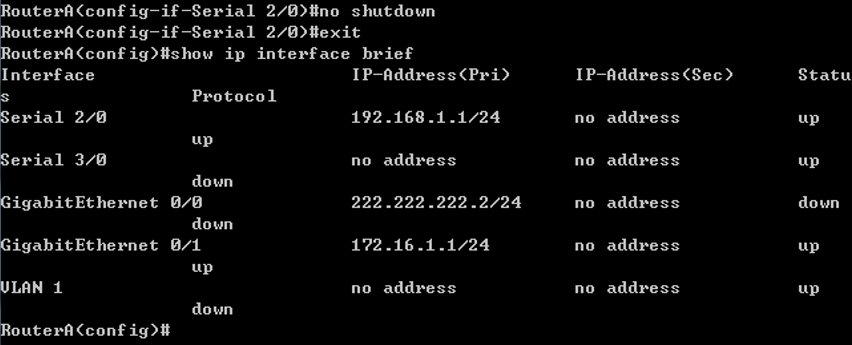 RouterA(config-if-Serial 2/0)#no shutdown
RouterA(config-if-Serial 2/0)#exit
RouterA(config)#show ip interface brief
Interface                        IP-Address(Pri)      IP-Address(Sec)      Statu
s                 Protocol
Serial 2/0                       192.168.1.1/24       no address           up
                  up
Serial 3/0                       no address           no address           up
                  down
GigabitEthernet 0/0              222.222.222.2/24     no address           down
                  down
GigabitEthernet 0/1              172.16.1.1/24        no address           up
                  up
VLAN 1                           no address           no address           up
                  down
RouterA(config)#